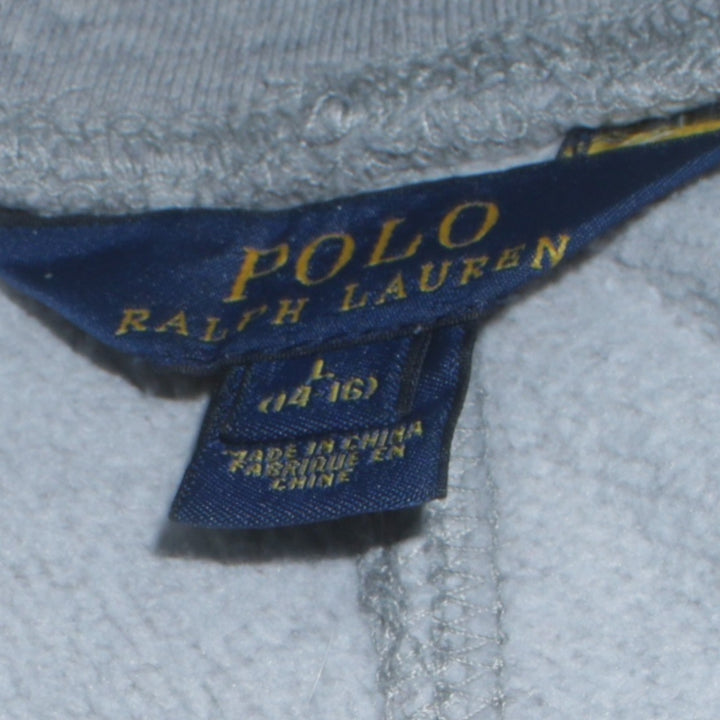 POLO
RALPH LAUREN
L
(14-16)
MADE IN CHINA
FABRIQUE EN
CHINE